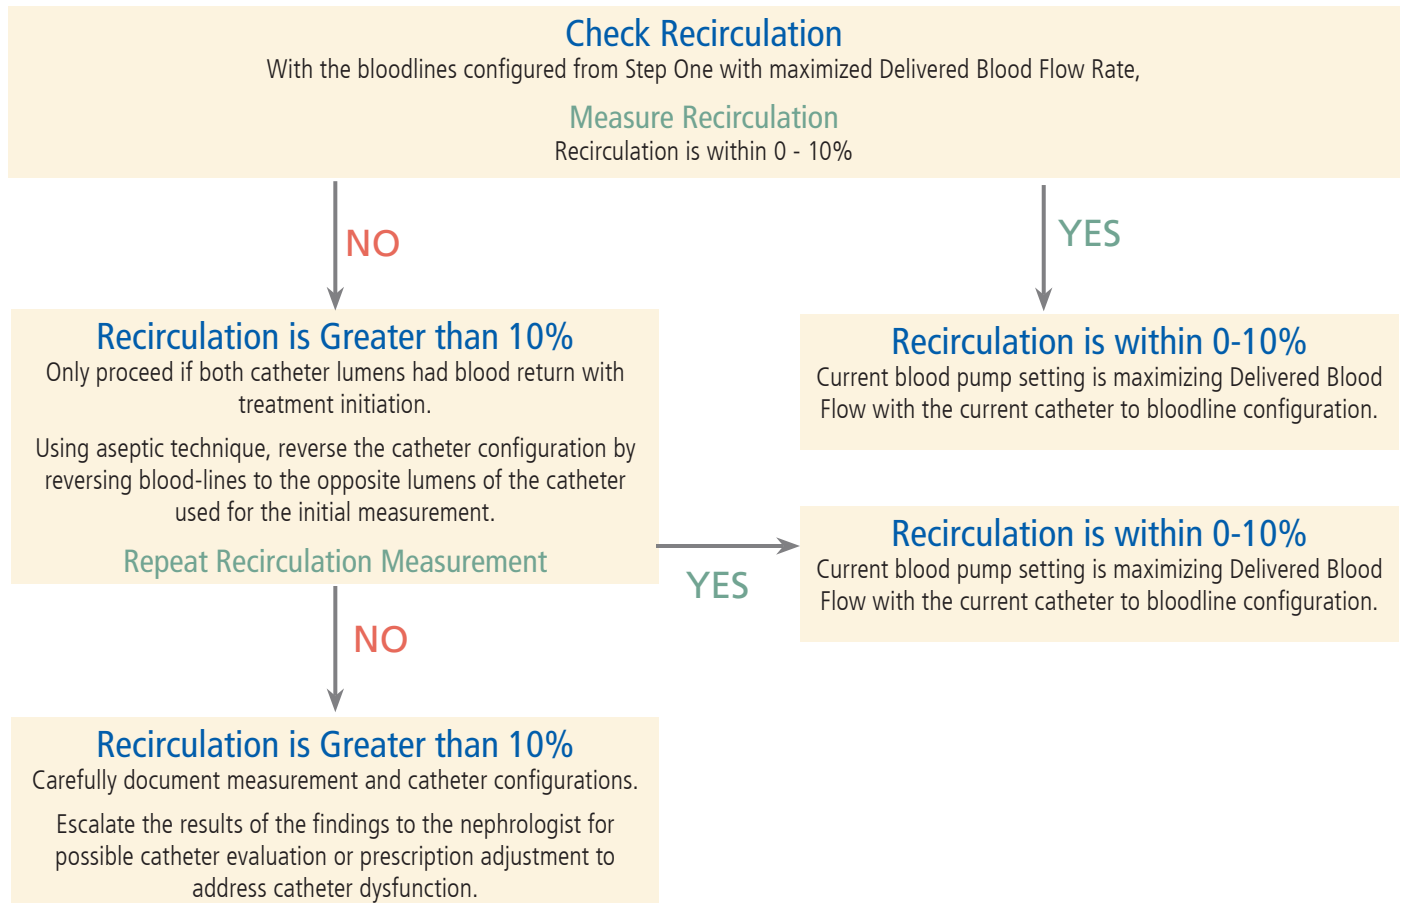 Check Recirculation
With the bloodlines configured from Step One with maximized Delivered Blood Flow Rate,
Measure Recirculation
Recirculation is within 0 - 10%
NO
YES
Recirculation is Greater than 10%
Only proceed if both catheter lumens had blood return with
treatment initiation.
Using aseptic technique, reverse the catheter configuration by
reversing blood-lines to the opposite lumens of the catheter
used for the initial measurement.
Repeat Recirculation Measurement
Recirculation is within 0-10%
Current blood pump setting is maximizing Delivered Blood
Flow with the current catheter to bloodline configuration.
YES
Recirculation is within 0-10%
Current blood pump setting is maximizing Delivered Blood
Flow with the current catheter to bloodline configuration.
NO
Recirculation is Greater than 10%
Carefully document measurement and catheter configurations.
Escalate the results of the findings to the nephrologist for
possible catheter evaluation or prescription adjustment to
address catheter dysfunction.